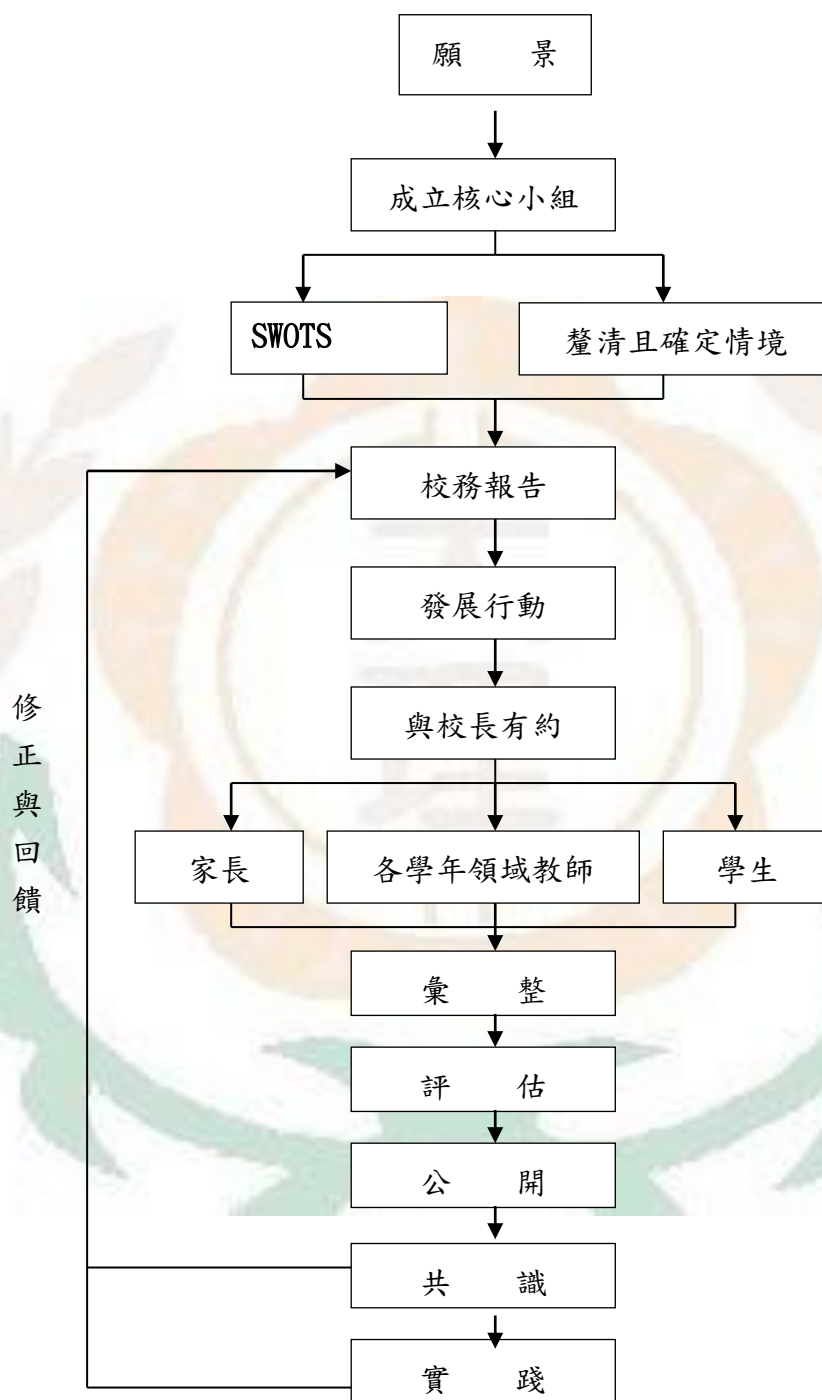 願 景
成立核心小組
SWOTS
釐清且確定情境
校務報告
發展行動
與校長有約
家長
各學年領域教師
學生
彙 整
評 估
公 開
共 識
實 踐
修正與回饋